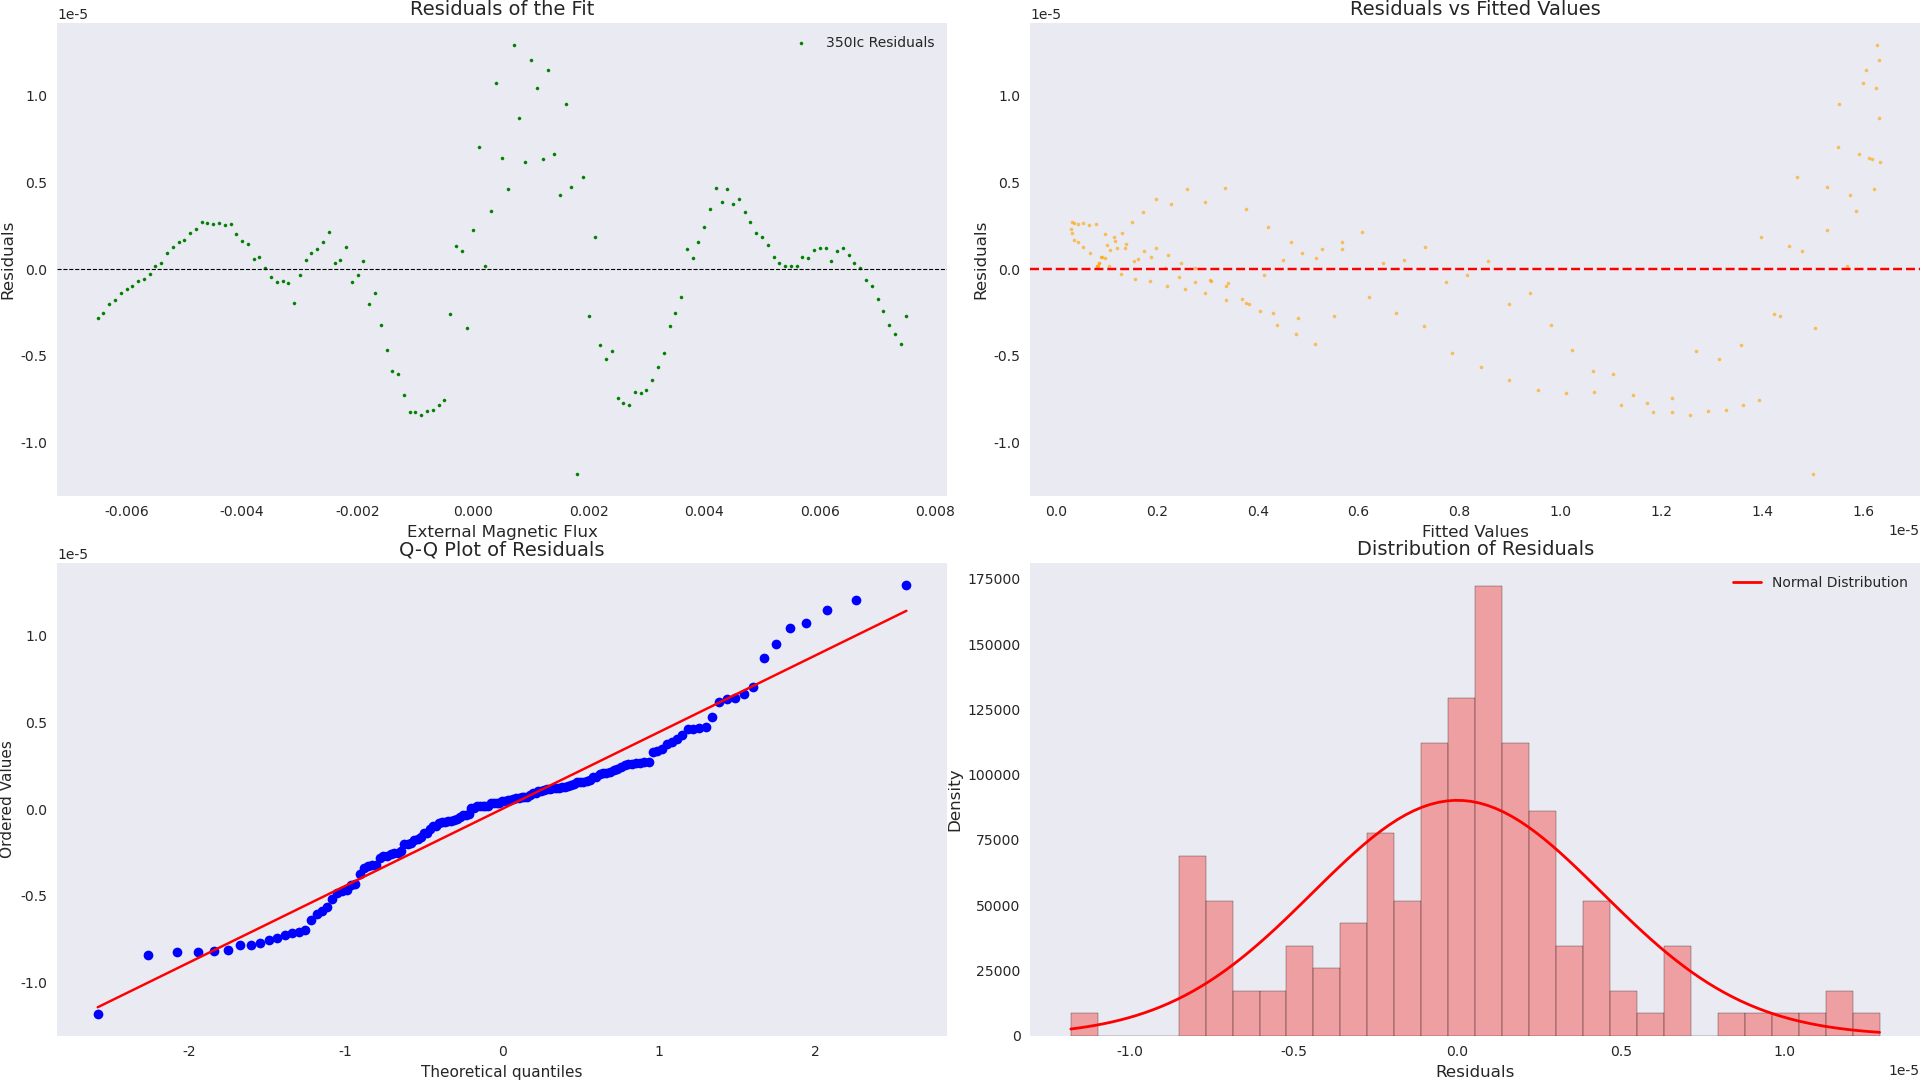 Residuals of the Fit
1e-5
350Ic Residuals
Residuals
1.0
0.5
0.0
-0.5
-1.0
-0.006 -0.004 -0.002 0.000 0.002 0.004 0.006 0.008
External Magnetic Flux
Residuals vs Fitted Values
1e-5
Residuals
1.0
0.5
0.0
-0.5
-1.0
0.0 0.2 0.4 0.6 0.8 1.0 1.2 1.4 1.6
1e-5
Fitted Values
Q-Q Plot of Residuals
1e-5
Ordered Values
1.0
0.5
0.0
-0.5
-1.0
-2 -1 0 1 2
Theoretical quantiles
Distribution of Residuals
Normal Distribution
Density
175000
150000
125000
100000
75000
50000
25000
0
-1.0 -0.5 0.0 0.5 1.0
1e-5
Residuals